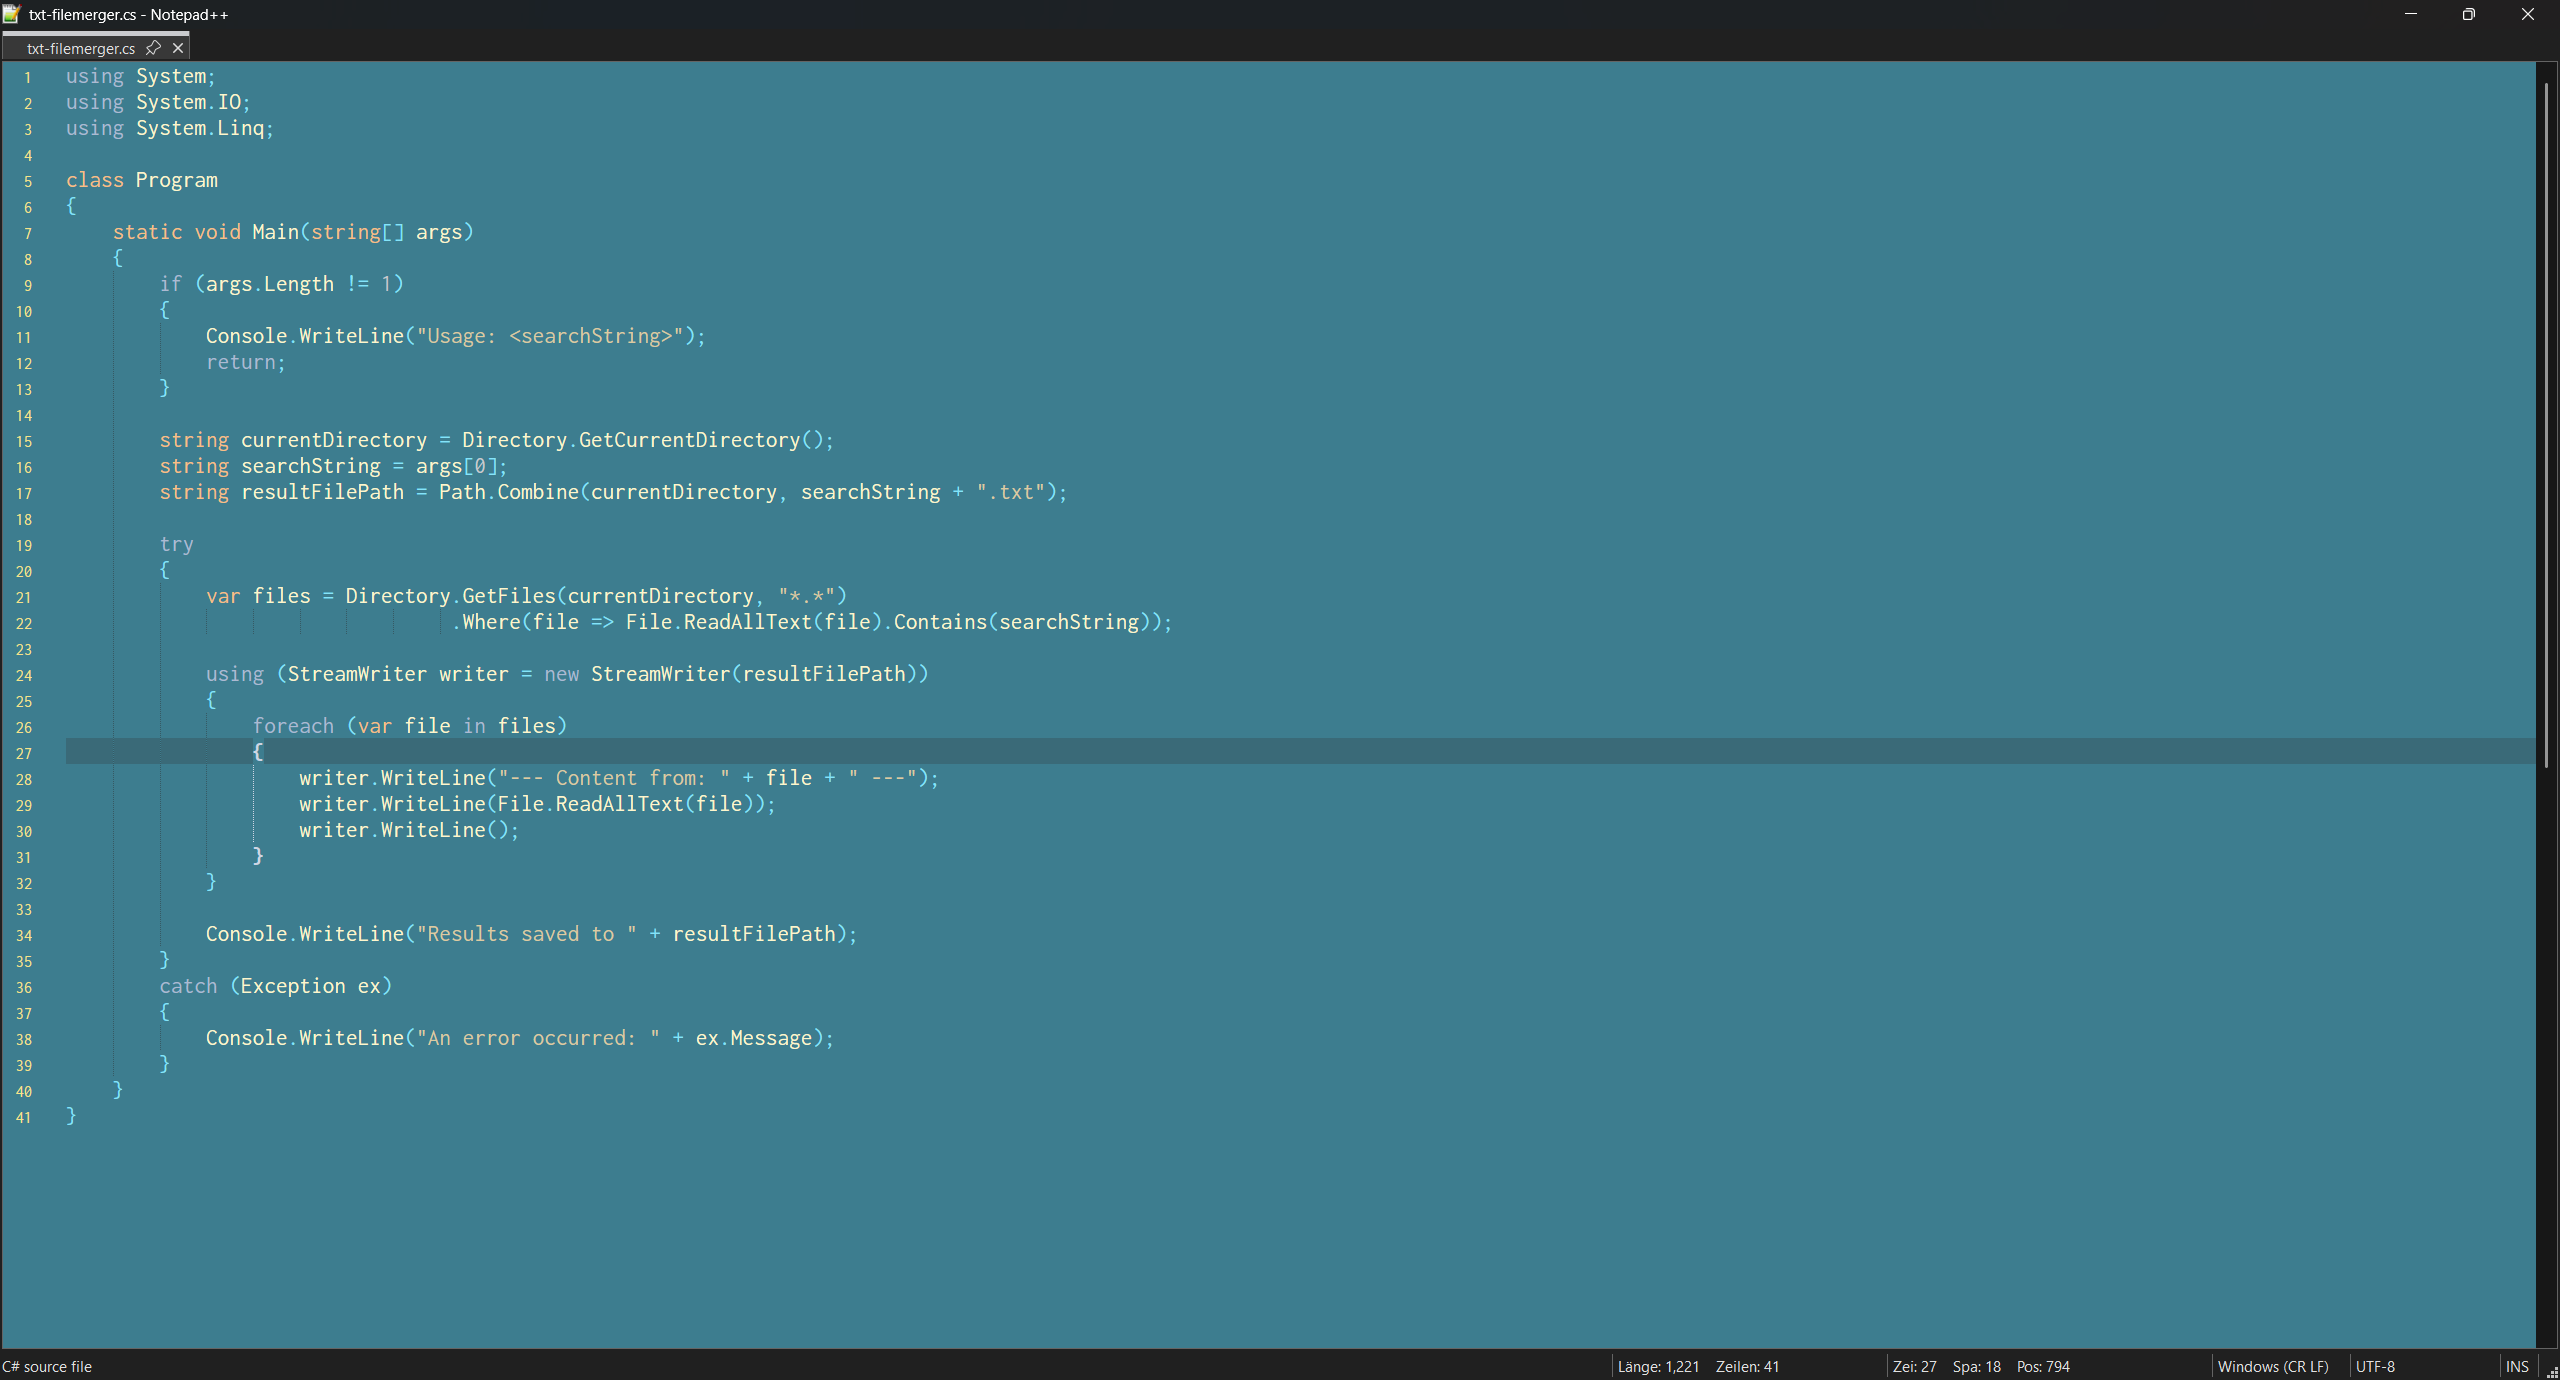 txt-filemerger.cs - Notepad++
txt-filemerger.cs
1 using System;
2 using System.IO;
3 using System.Linq;
4
5 class Program
6 {
7     static void Main(string[] args)
8     {
9         if (args.Length != 1)
10         {
11             Console.WriteLine("Usage: <searchString>");
12             return;
13         }
14
15         string currentDirectory = Directory.GetCurrentDirectory();
16         string searchString = args[0];
17         string resultFilePath = Path.Combine(currentDirectory, searchString + ".txt");
18
19         try
20         {
21             var files = Directory.GetFiles(currentDirectory, "*.*")
22                                  .Where(file => File.ReadAllText(file).Contains(searchString));
23
24             using (StreamWriter writer = new StreamWriter(resultFilePath))
25             {
26                 foreach (var file in files)
27                 {
28                     writer.WriteLine("--- Content from: " + file + " ---");
29                     writer.WriteLine(File.ReadAllText(file));
30                     writer.WriteLine();
31                 }
32             }
33
34             Console.WriteLine("Results saved to " + resultFilePath);
35         }
36         catch (Exception ex)
37         {
38             Console.WriteLine("An error occurred: " + ex.Message);
39         }
40     }
41 }
C# source file Länge: 1,221 Zeilen: 41 Zei: 27 Spa: 18 Pos: 794 Windows (CR LF) UTF-8 INS